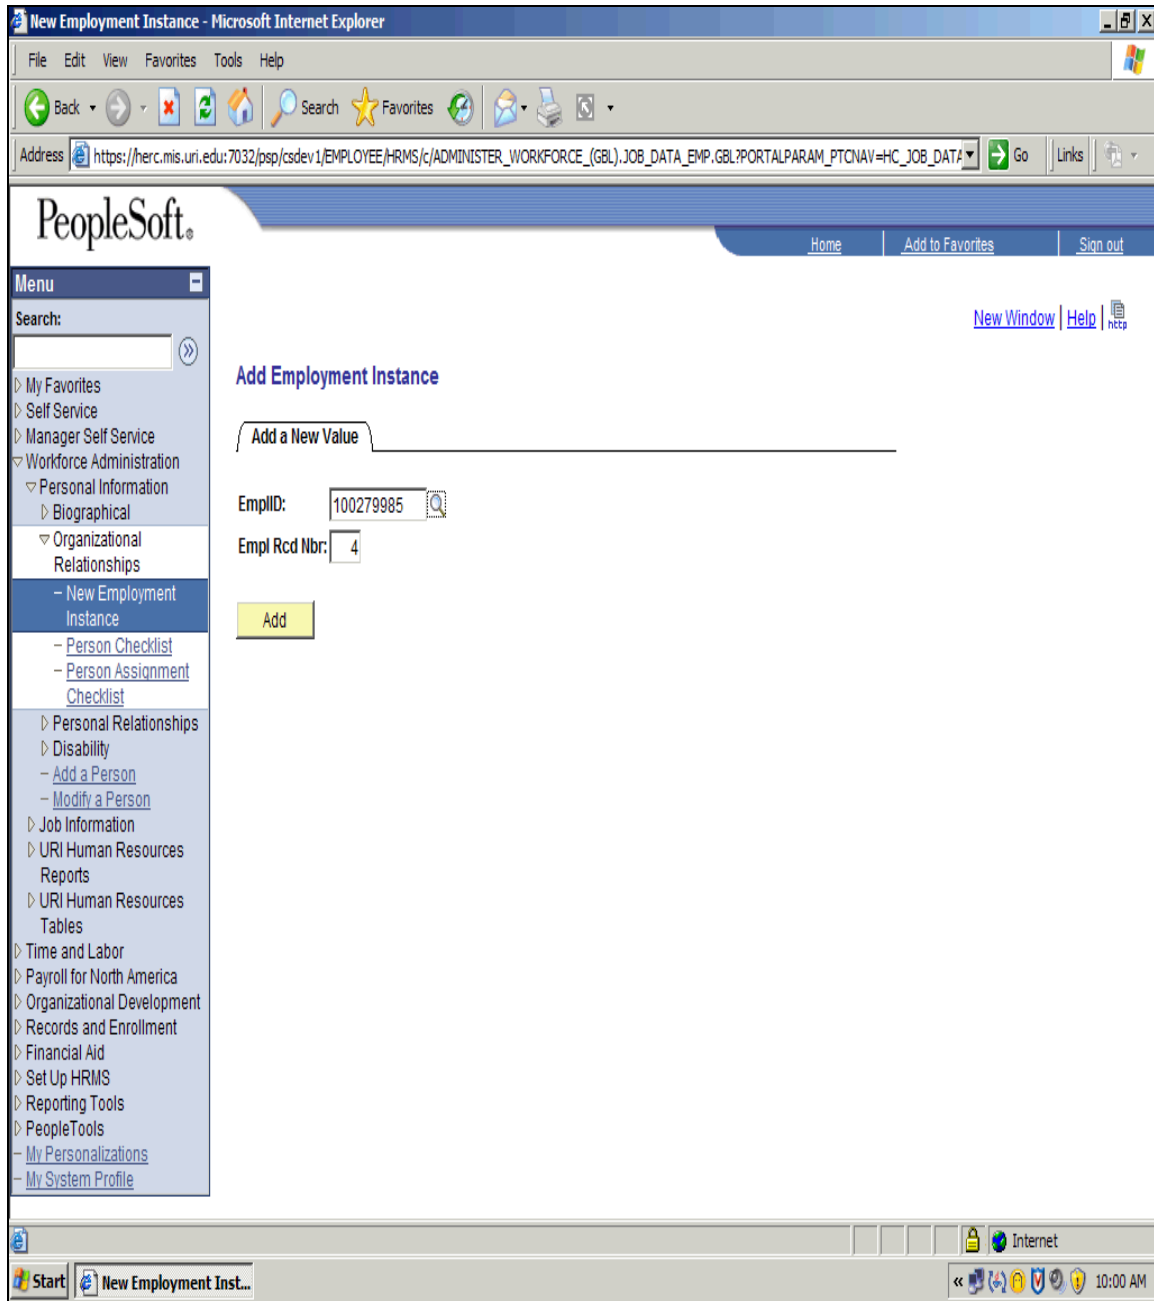 New Employment Instance - Microsoft Internet Explorer
File Edit View Favorites Tools Help
Back Search Favorites
Address https://herc.mis.uri.edu:7032/psp/csdev1/EMPLOYEE/HRMS/c/ADMINISTER_WORKFORCE_(GBL).JOB_DATA_EMP.GBL?PORTALPARAM_PTCNAV=HC_JOB_DATA Go Links
PeopleSoft®
Home Add to Favorites Sign out
Menu
Search:
New Window | Help | http
Add Employment Instance
Add a New Value
EmplID: 100279985
Empl Rcd Nbr: 4
Add
My Favorites
Self Service
Manager Self Service
Workforce Administration
Personal Information
Biographical
Organizational
Relationships
– New Employment
Instance
– Person Checklist
– Person Assignment
Checklist
Personal Relationships
Disability
– Add a Person
– Modify a Person
Job Information
URI Human Resources
Reports
URI Human Resources
Tables
Time and Labor
Payroll for North America
Organizational Development
Records and Enrollment
Financial Aid
Set Up HRMS
Reporting Tools
PeopleTools
– My Personalizations
– My System Profile
Internet
Start New Employment Inst... « 10:00 AM